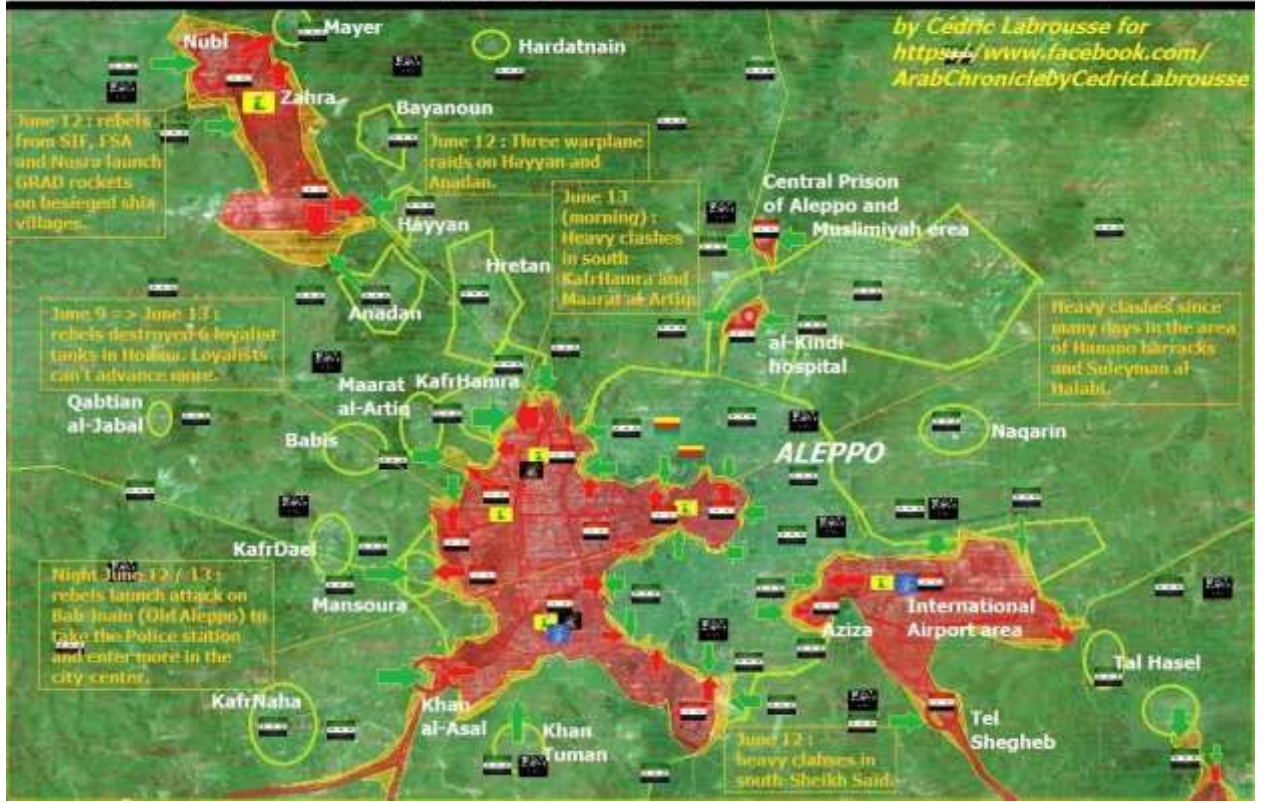 by Cédric Labrousse for
https://www.facebook.com/
ArabChroniclebyCedricLabrousse
Nubl
Mayer
Hardatnain
Zahra
Bayanoun
June 12 : rebels
from SIF, FSA
and Nusra launch
GRAD rockets
on besieged shia
villages.
June 12 : Three warplane
raids on Hayyan and
Anadan.
June 13
(morning) :
Heavy clashes
in south
KafrHamra and
Maarat al-Artiq.
Central Prison
of Aleppo and
Muslimiyah erea
Hayyan
Hretan
Anadan
June 9 => June 13 :
rebels destroyed 6 loyalist
tanks in Loyalists
can't advance more.
Heavy clashes since
many days in the area
of Hanano barracks
and Suleyman al
Halabi.
al-Kindi
hospital
Maarat
al-Artiq
KafrHamra
Qabtian
al-Jabal
Babis
Naqarin
ALEPPO
KafrDael
Mansoura
Night June 12 / 13 :
rebels launch attack on
Bab Jnain (Old Aleppo) to
take the Police station
and enter more in the
city center.
International
Airport area
Aziza
Tal Hasel
KafrNaha
Khan
al-Asal
Khan
Tuman
Tel
Shegheb
June 12 :
heavy clahses in
south Sheikh Said.